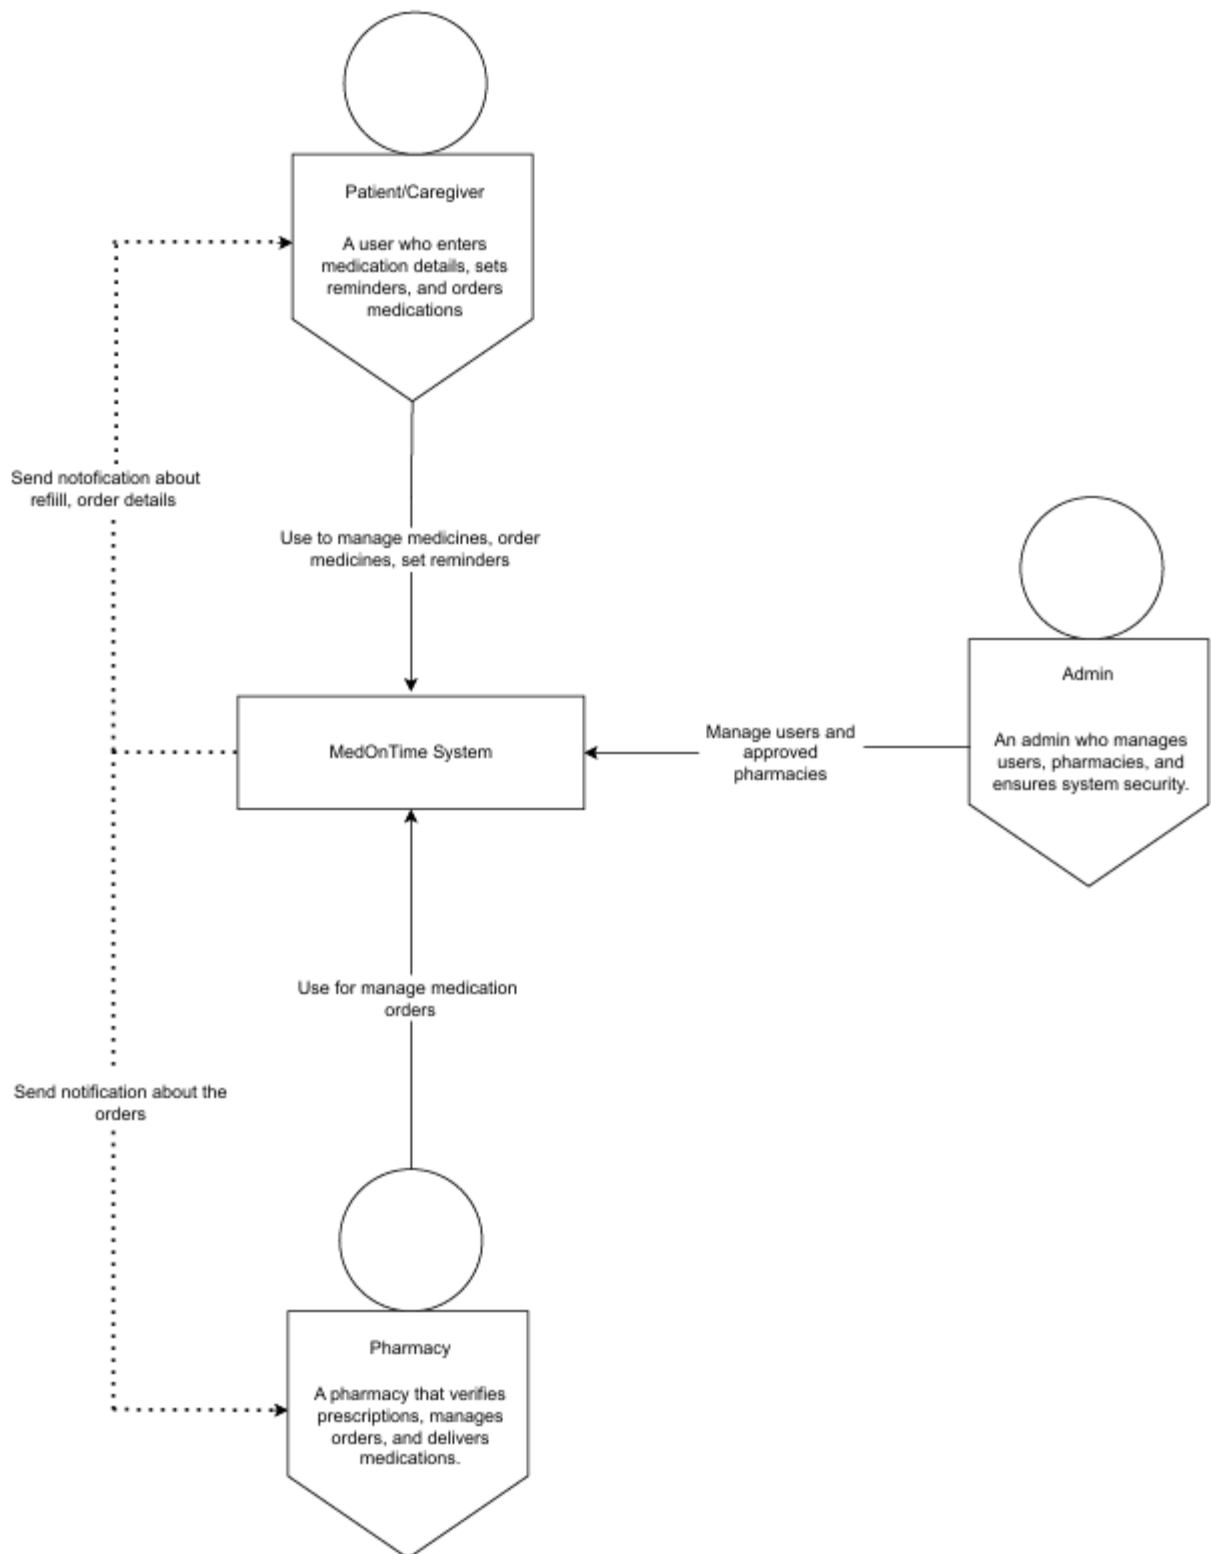 Patient/Caregiver
A user who enters
medication details, sets
reminders, and orders
medications
Send notofication about
refiill, order details
Use to manage medicines, order
medicines, set reminders
Admin
An admin who manages
users, pharmacies, and
ensures system security.
Manage users and
approved
pharmacies
MedOnTime System
Use for manage medication
orders
Send notification about the
orders
Pharmacy
A pharmacy that verifies
prescriptions, manages
orders, and delivers
medications.